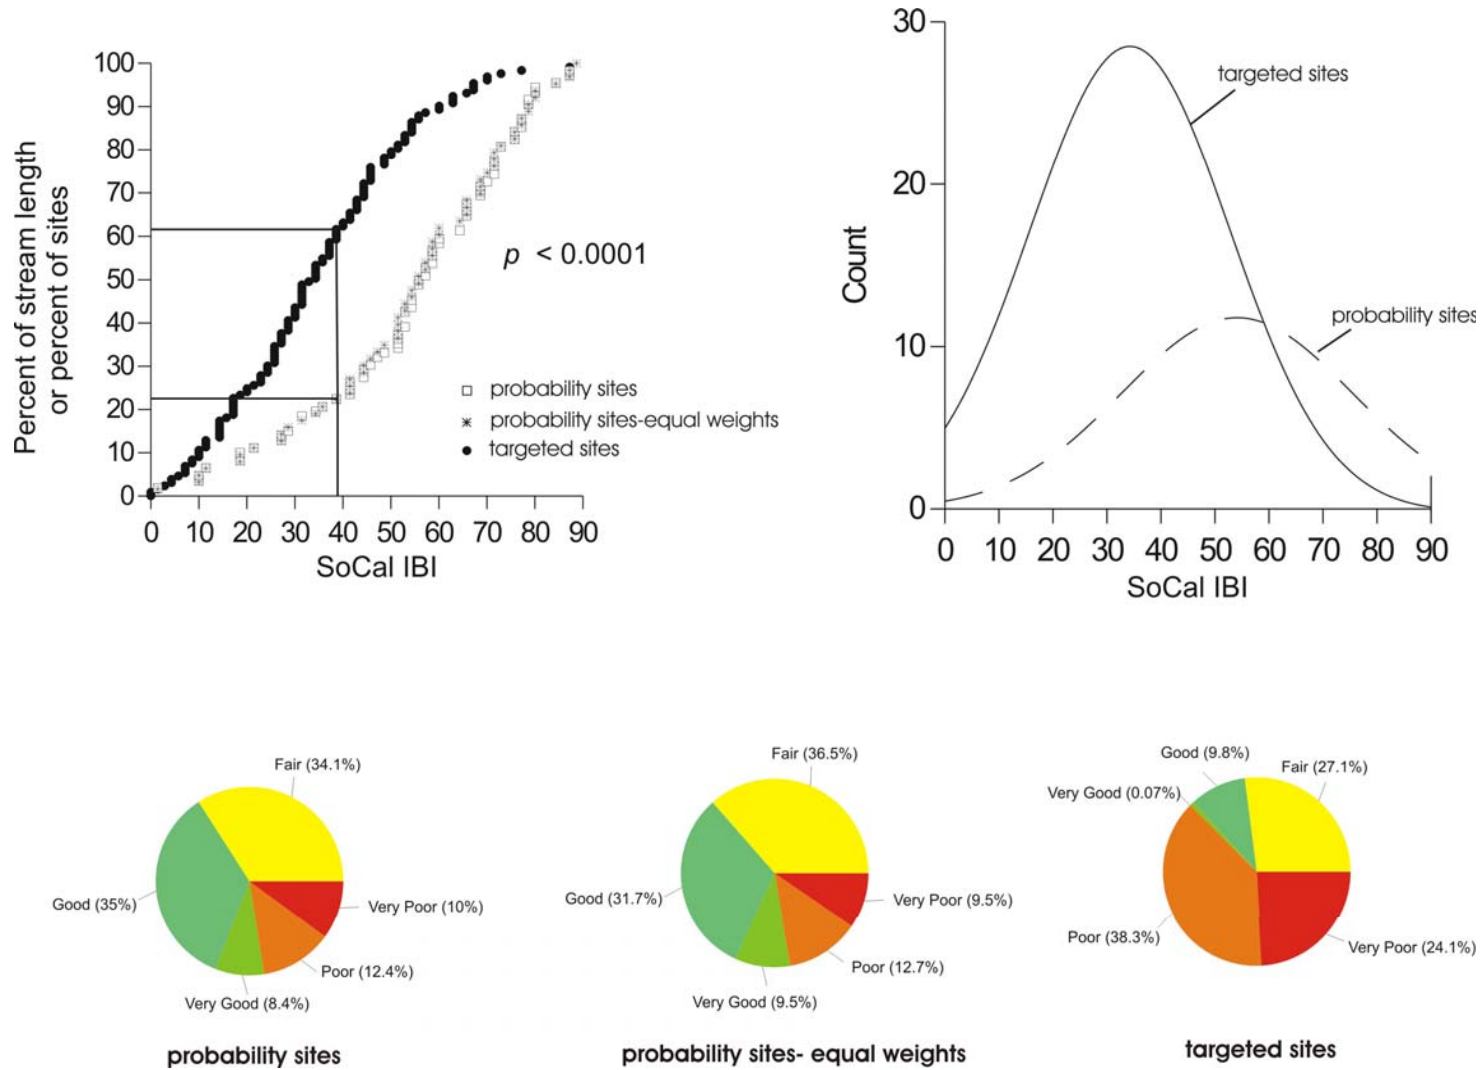 100
90
80
70
60
50
40
30
20
10
0
Percent of stream length
or percent of sites
p < 0.0001
probability sites
probability sites-equal weights
targeted sites
0 10 20 30 40 50 60 70 80 90
SoCal IBI
30
20
10
0
Count
targeted sites
probability sites
0 10 20 30 40 50 60 70 80 90
SoCal IBI
Fair (34.1%)
Good (35%)
Very Poor (10%)
Poor (12.4%)
Very Good (8.4%)
probability sites
Fair (36.5%)
Good (31.7%)
Very Poor (9.5%)
Poor (12.7%)
Very Good (9.5%)
probability sites- equal weights
Good (9.8%)
Fair (27.1%)
Very Good (0.07%)
Poor (38.3%)
Very Poor (24.1%)
targeted sites